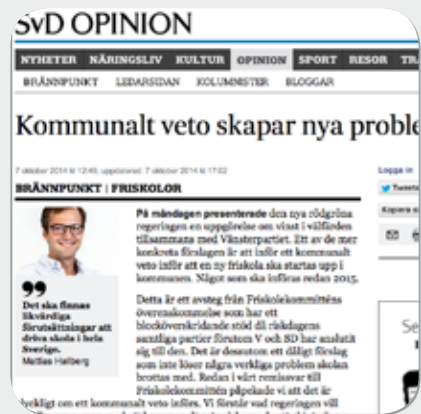 SvD OPINION
NYHETER NÄRINGSLIV KULTUR OPINION SPORT RESOR
BRÄNNPUNKT LEDARSIDAN KOLUMNISTER BLOGGAR
Kommunalt veto skapar nya proble
7 oktober 2014 kl 12:49, uppdaterad: 7 oktober 2014 kl 17:02
Logga in
BRÄNNPUNKT | FRISKOLOR
Tweeta
Kopiera
På måndagen presenterade den nya rödgröna
regeringen en uppgörelse om vinst i välfärden
tillsammans med Vänsterpartiet. Ett av de mer
konkreta förslagen är att inför ett kommunalt
veto inför att en ny friskola ska startas upp i
kommunen. Något som ska införas redan 2015.
Detta är ett avsteg från Friskolekommitténs
överenskommelse som har ett
blocköverskridande stöd då riksdagens
samtliga partier förutom V och SD har anslutit
sig till den. Det är dessutom ett dåligt förslag
som inte löser några verkliga problem skolan
brottas med. Redan i vårt remissvar till
Friskolekommittén påpekade vi att det är
olyckligt om ett kommunalt veto införs. Vi förstår vad regeringen vill
”
Det ska finnas
likvärdiga
förutsättningar att
driva skola i hela
Sverige.
Mattias Hallberg
Se